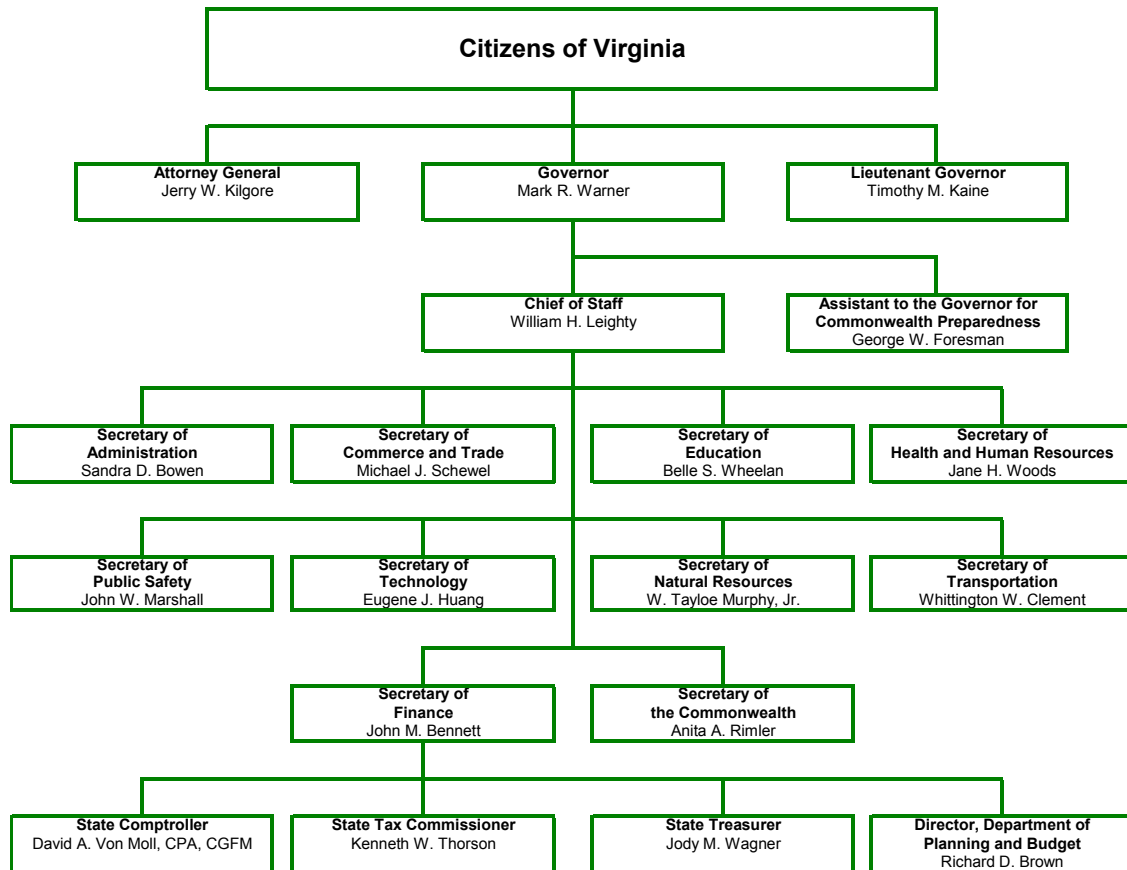 Citizens of Virginia
Attorney General
Jerry W. Kilgore
Governor
Mark R. Warner
Lieutenant Governor
Timothy M. Kaine
Chief of Staff
William H. Leighty
Assistant to the Governor for
Commonwealth Preparedness
George W. Foresman
Secretary of
Administration
Sandra D. Bowen
Secretary of
Commerce and Trade
Michael J. Schewel
Secretary of
Education
Belle S. Wheelan
Secretary of
Health and Human Resources
Jane H. Woods
Secretary of
Public Safety
John W. Marshall
Secretary of
Technology
Eugene J. Huang
Secretary of
Natural Resources
W. Tayloe Murphy, Jr.
Secretary of
Transportation
Whittington W. Clement
Secretary of
Finance
John M. Bennett
Secretary of
the Commonwealth
Anita A. Rimler
State Comptroller
David A. Von Moll, CPA, CGFM
State Tax Commissioner
Kenneth W. Thorson
State Treasurer
Jody M. Wagner
Director, Department of
Planning and Budget
Richard D. Brown